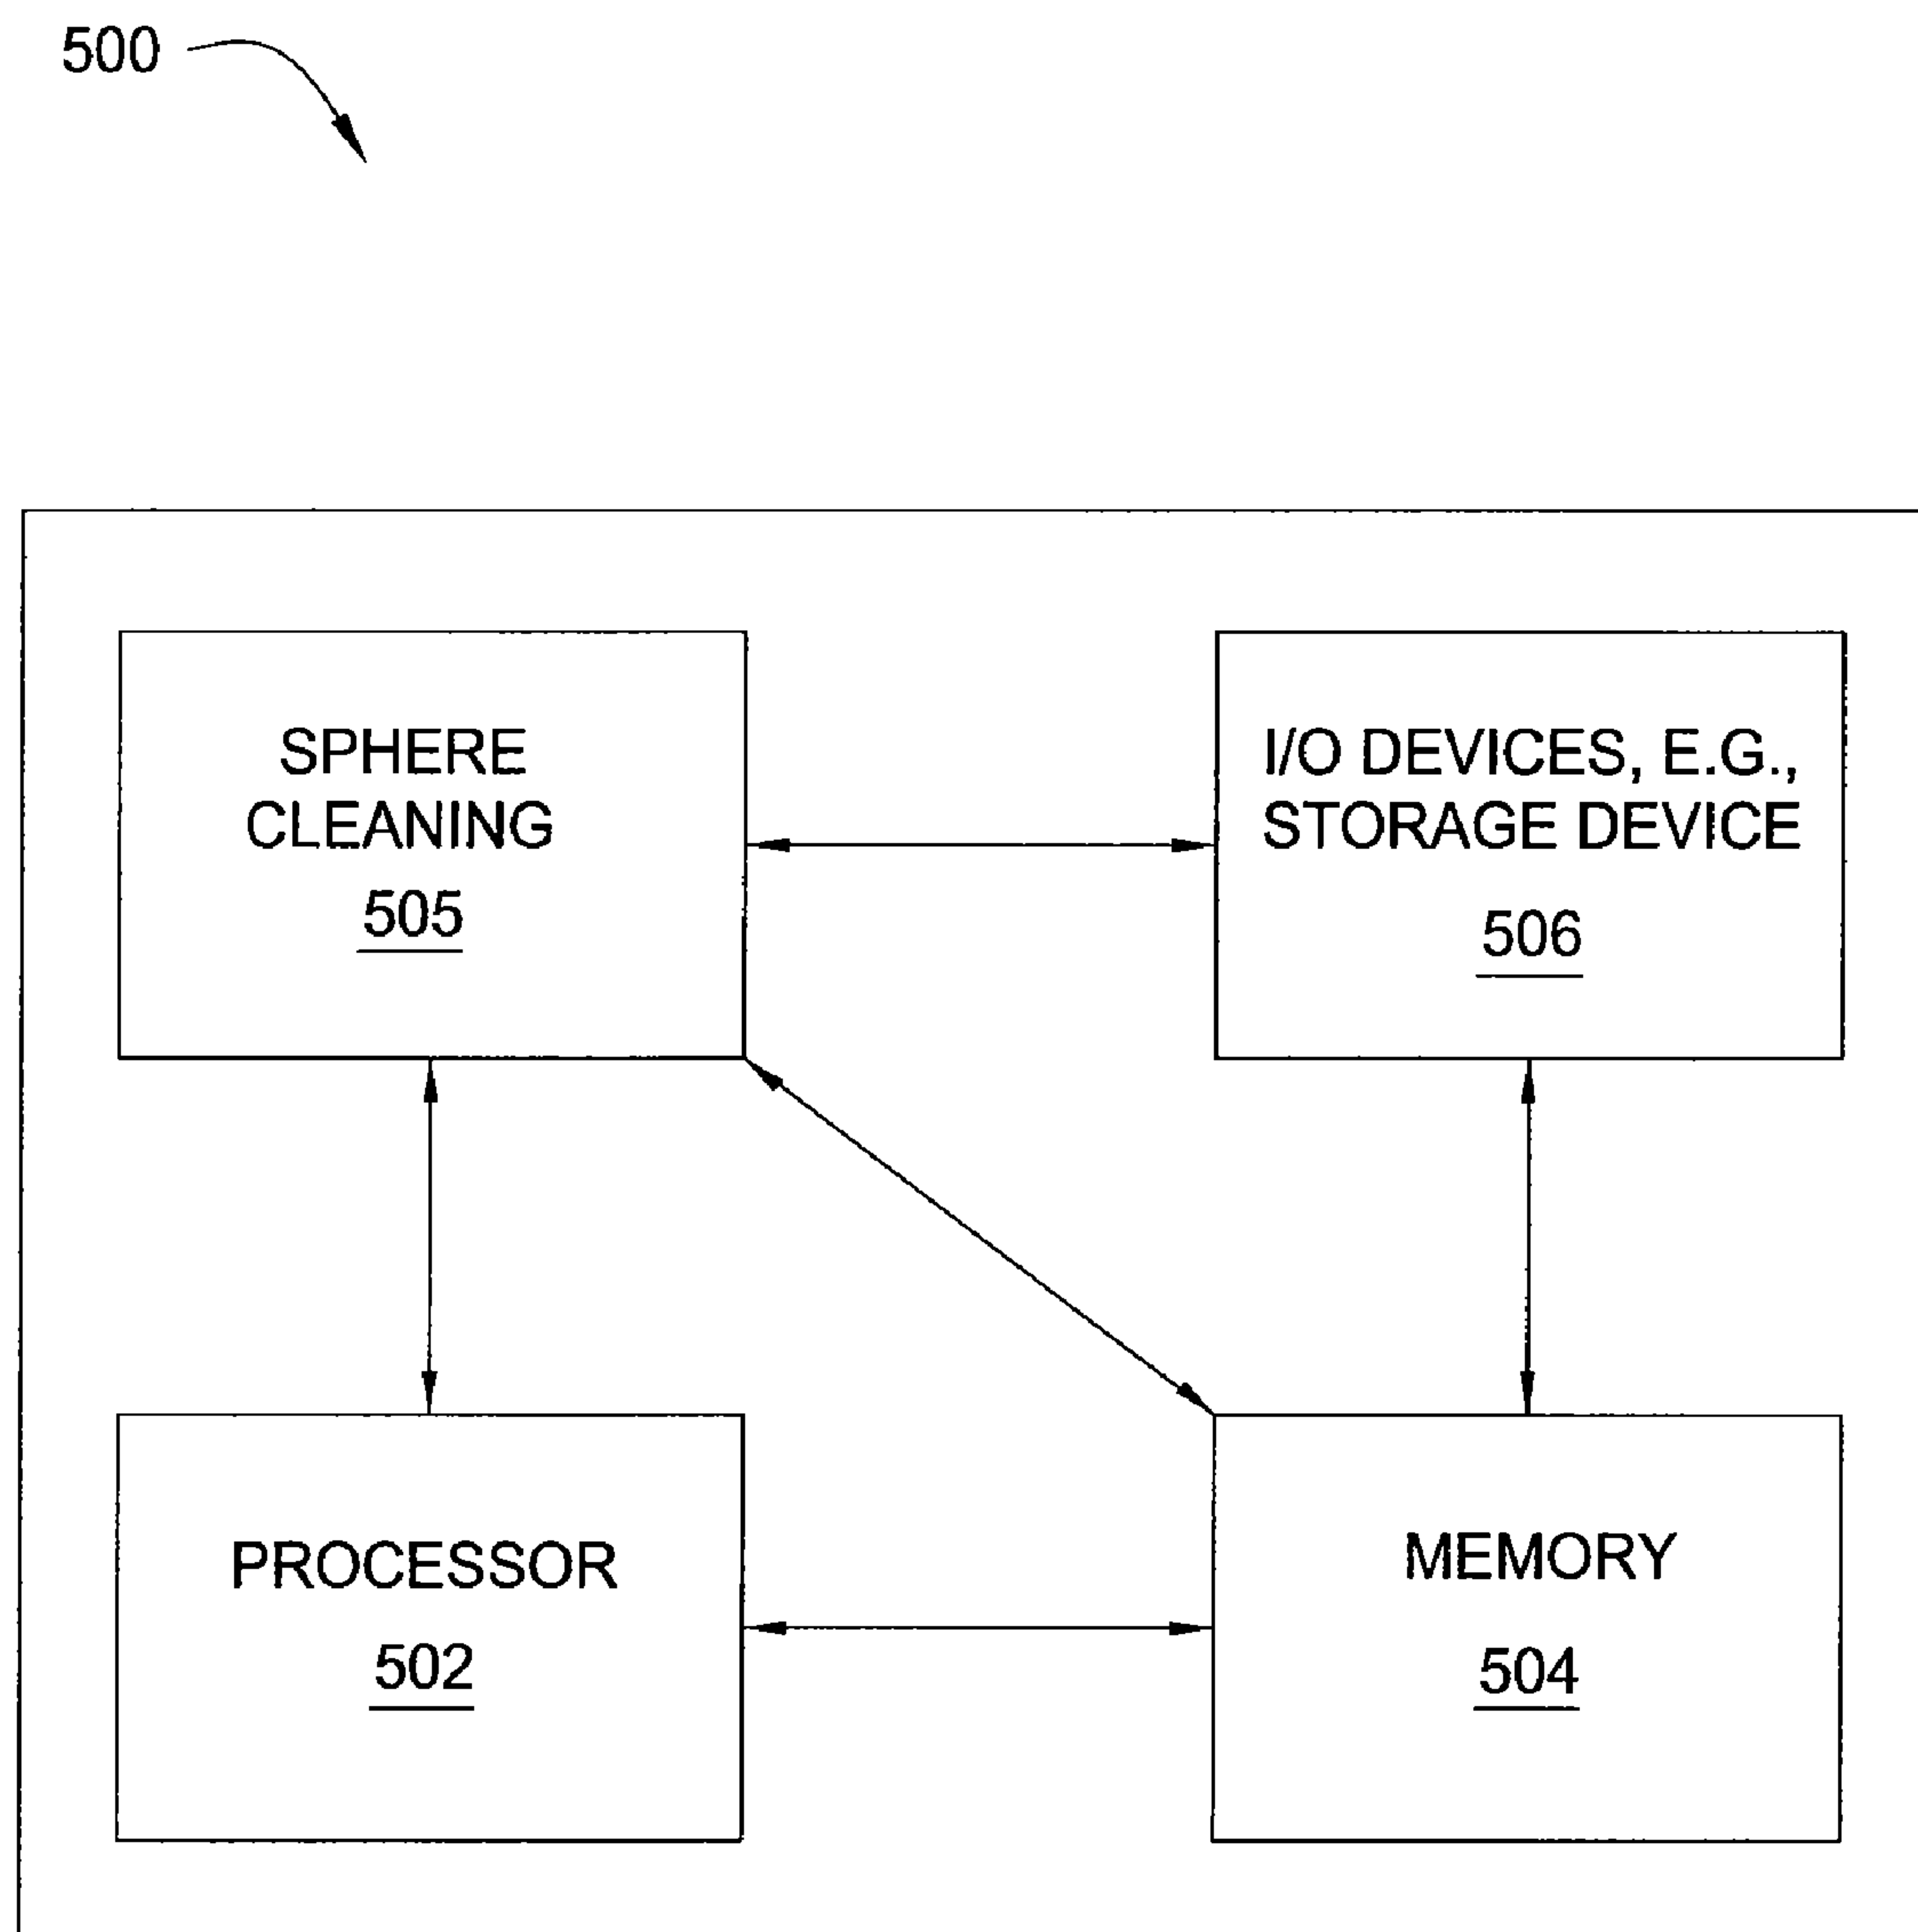 500
SPHERE
CLEANING
505
I/O DEVICES, E.G.,
STORAGE DEVICE
506
PROCESSOR
502
MEMORY
504